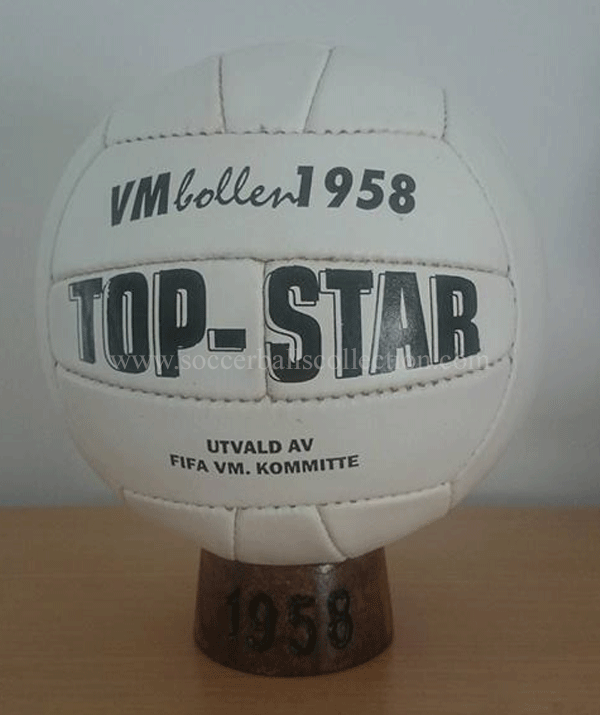 VMbollen1958
TOP-STAR
www.soccerballscollection.com
UTVALD AV
FIFA VM. KOMMITTE
1958